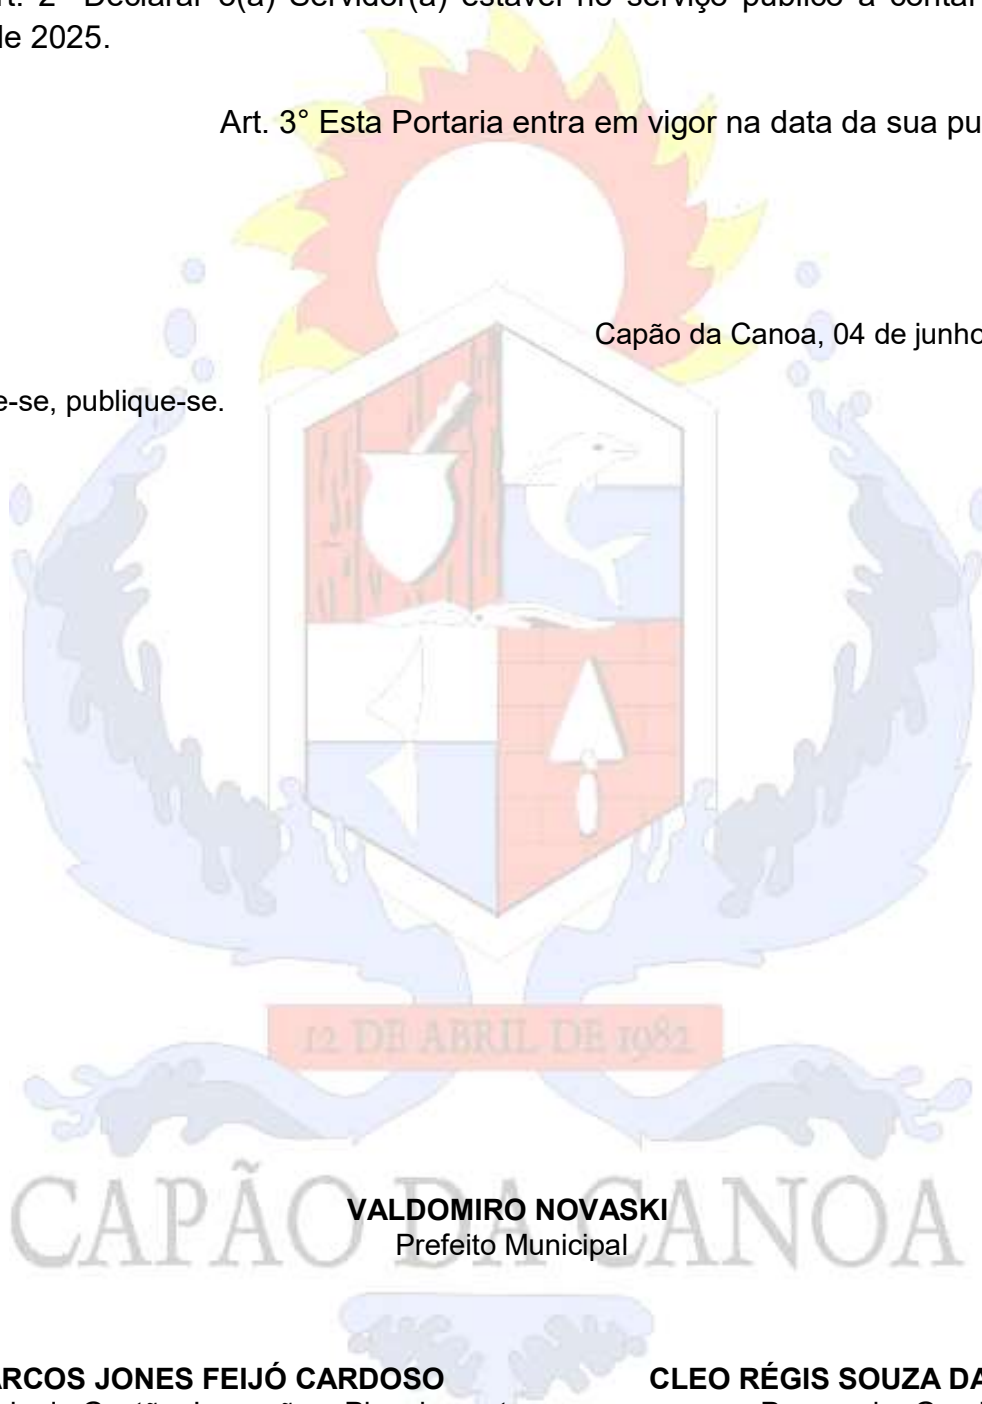 Art. 2° Declarar o(a) Servidor(a) estável no serviço público a contar
de 2025.
Art. 3° Esta Portaria entra em vigor na data da sua pu
Capão da Canoa, 04 de junho
e-se, publique-se.
12 DE ABRIL DE 1982
CAPÃO DA CANOA
VALDOMIRO NOVASKI
Prefeito Municipal
ARCOS JONES FEIJÓ CARDOSO
CLEO RÉGIS SOUZA DA